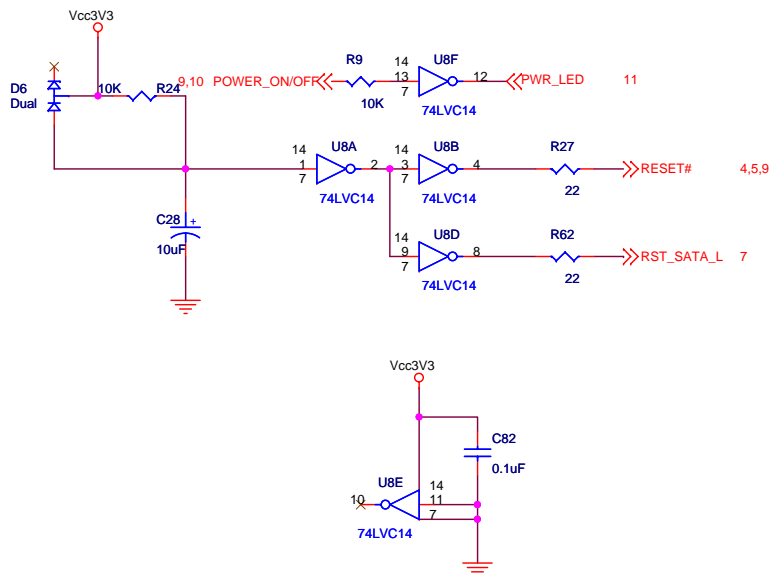 Vcc3V3
D6
Dual
10K R24
9,10 POWER_ON/OFF
R9
10K
14
13
7
U8F
12
74LVC14
PWR_LED 11
14
1
7
U8A
2
74LVC14
14
3
7
U8B
4
74LVC14
R27
22
RESET# 4,5,9
C28
+
10uF
14
9
7
U8D
8
74LVC14
R62
22
RST_SATA_L 7
Vcc3V3
C82
0.1uF
U8E
10
14
11
7
74LVC14